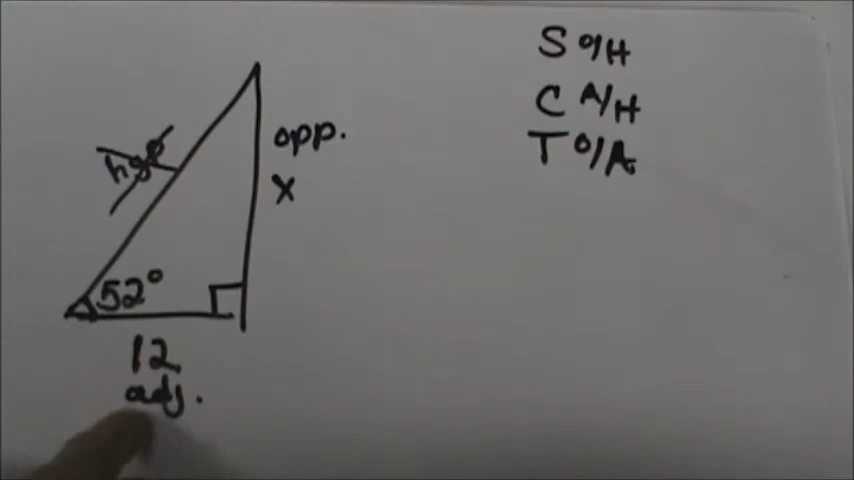 S O/H
C A/H
T O/A
opp.
hyp
x
52°
12
adj.